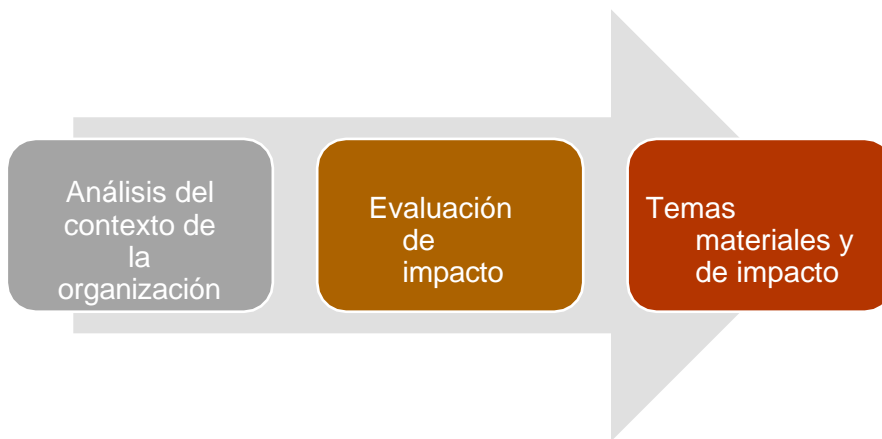 Análisis del
contexto de
la
organización
Evaluación
de
impacto
Temas
materiales y
de impacto